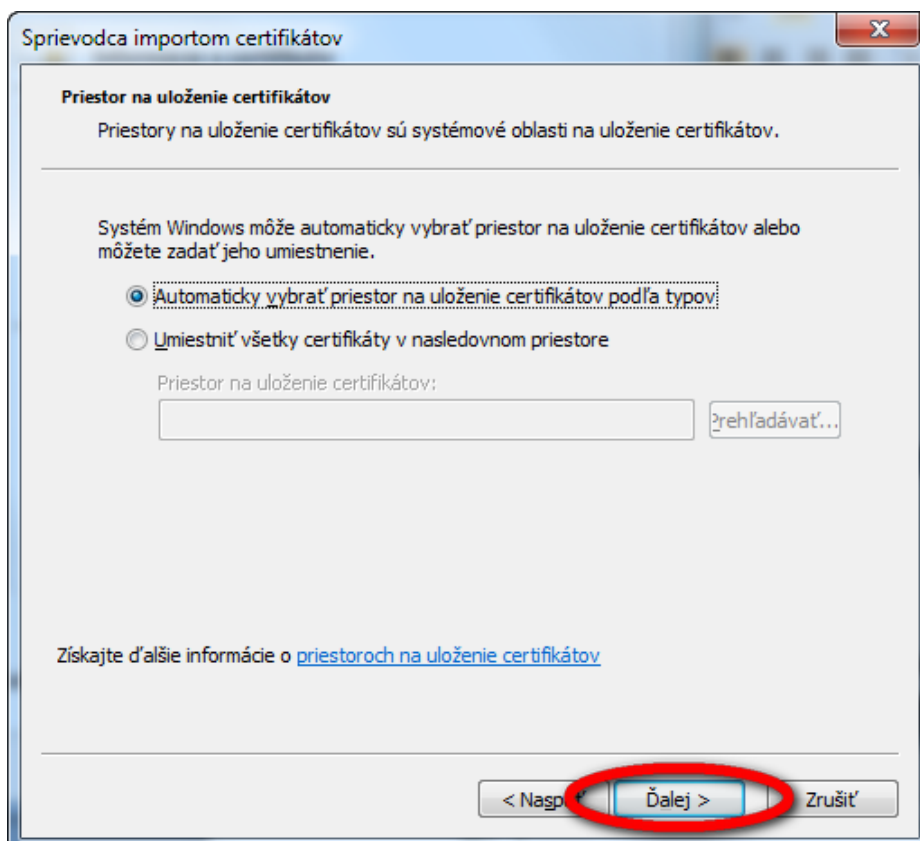 Sprievodca importom certifikátov
Priestor na uloženie certifikátov
Priestory na uloženie certifikátov sú systémové oblasti na uloženie certifikátov.
Systém Windows môže automaticky vybrať priestor na uloženie certifikátov alebo
môžete zadať jeho umiestnenie.
Automaticky vybrať priestor na uloženie certifikátov podľa typov
Umiestniť všetky certifikáty v nasledovnom priestore
Priestor na uloženie certifikátov:
Prehľadávať...
Získajte ďalšie informácie o priestoroch na uloženie certifikátov
< Naspäť Ďalej > Zrušiť